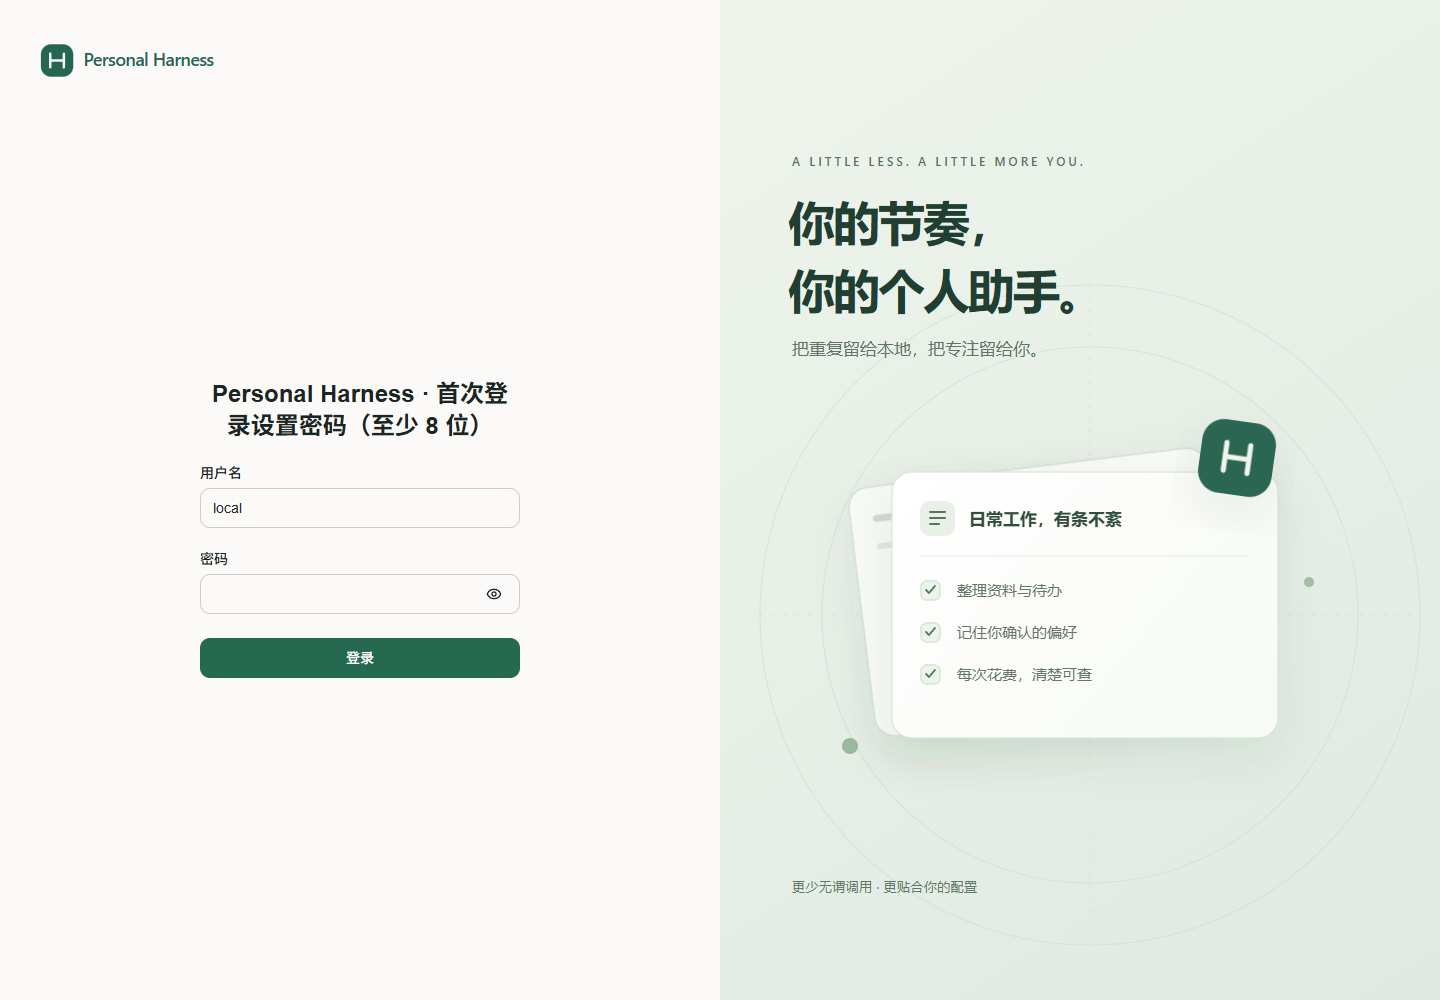 Personal Harness
Personal Harness · 首次登
录设置密码（至少 8 位）
用户名
local
密码
登录
A LITTLE LESS. A LITTLE MORE YOU.
你的节奏，
你的个人助手。
把重复留给本地，把专注留给你。
H
日常工作，有条不紊
整理资料与待办
记住你确认的偏好
每次花费，清楚可查
更少无谓调用 · 更贴合你的配置